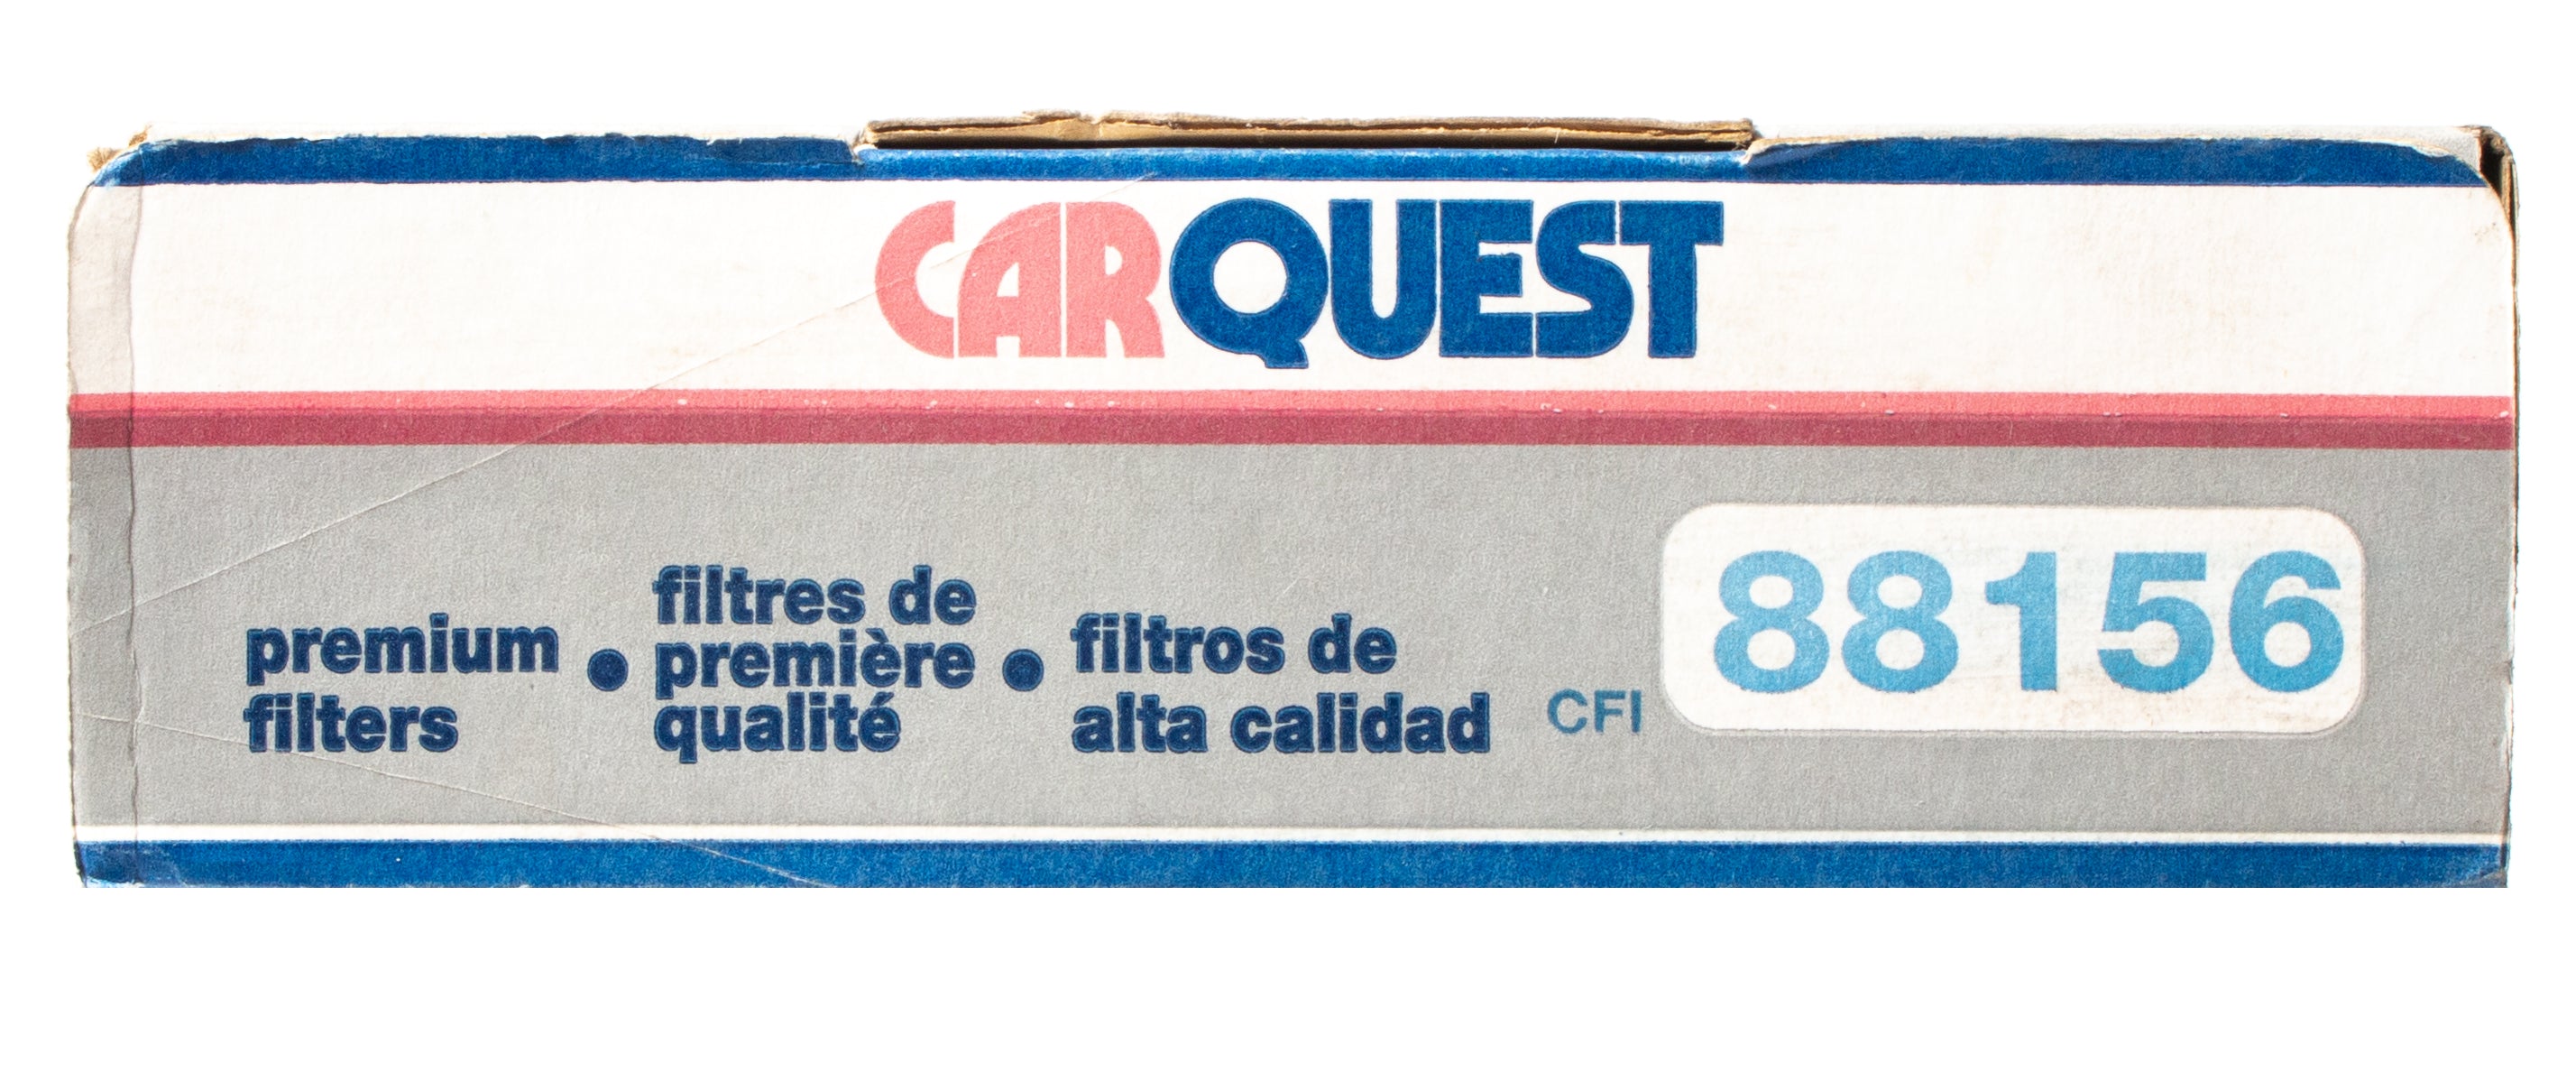 CARQUEST
premium
filters
•
filtres de
première
qualité
•
filtros de
alta calidad
CFI
88156